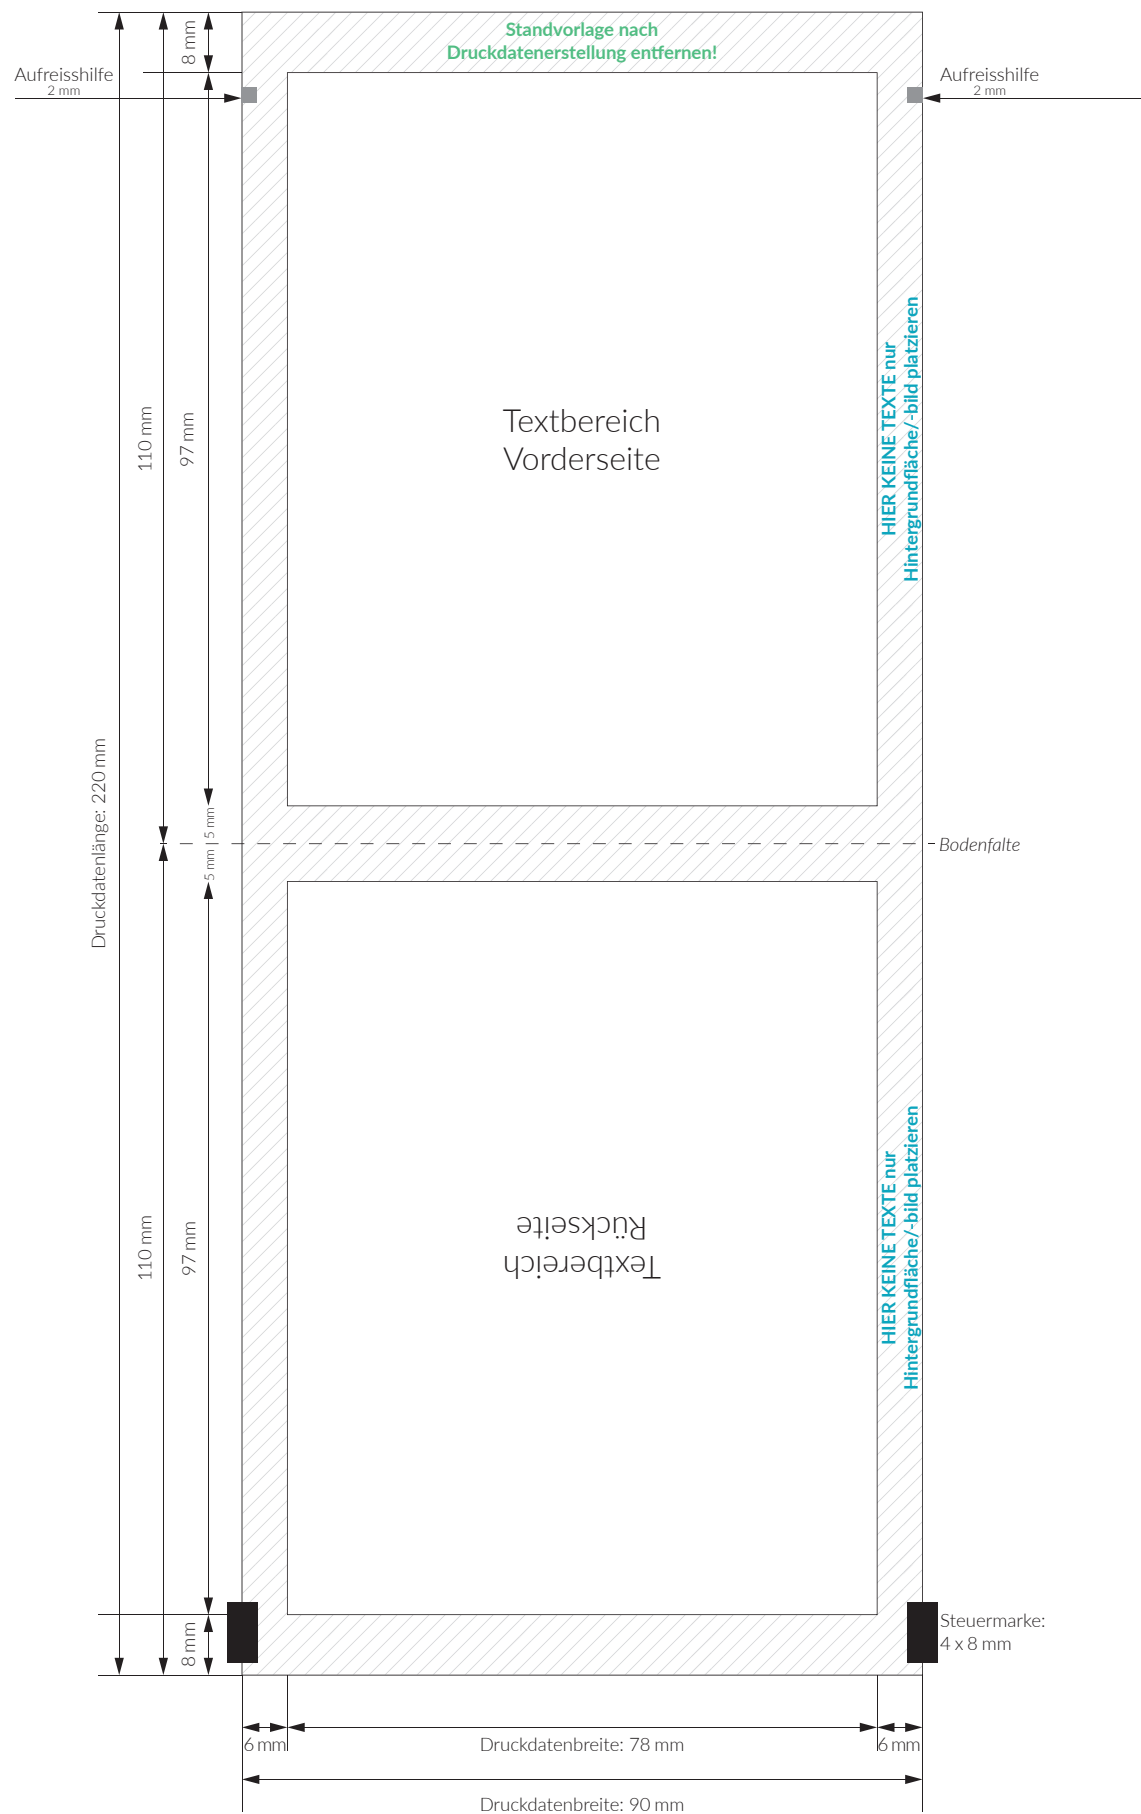 Standvorlage nach
Druckdatenerstellung entfernen!
8 mm
Aufreisshilfe
2 mm
Aufreisshilfe
2 mm
Textbereich
Vorderseite
110 mm
97 mm
HIER KEINE TEXTE nur
Hintergrundfläche/-bild platzieren
Druckdatenlänge: 220 mm
5 mm
5 mm
Bodenfalte
Textbereich
Rückseite
110 mm
97 mm
HIER KEINE TEXTE nur
Hintergrundfläche/-bild platzieren
8 mm
Steuermarke:
4 x 8 mm
6 mm
Druckdatenbreite: 78 mm
6 mm
Druckdatenbreite: 90 mm